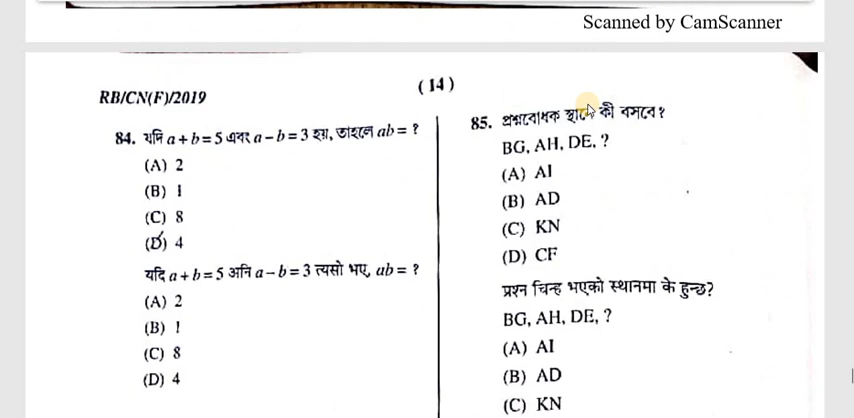 Scanned by CamScanner
RB/CN(F)/2019
( 14 )
84. যদি a + b = 5 এবং a – b = 3 হয়, তাহলে ab = ?
(A) 2
(B) 1
(C) 8
(D) 4
यदि a + b = 5 अनि a – b = 3 त्यसो भए, ab = ?
(A) 2
(B) 1
(C) 8
(D) 4
85. প্রশ্নবোধক স্থানে কী বসবে?
BG, AH, DE, ?
(A) AI
(B) AD
(C) KN
(D) CF
प्रश्न चिन्ह भएको स्थानमा के हुन्छ?
BG, AH, DE, ?
(A) AI
(B) AD
(C) KN